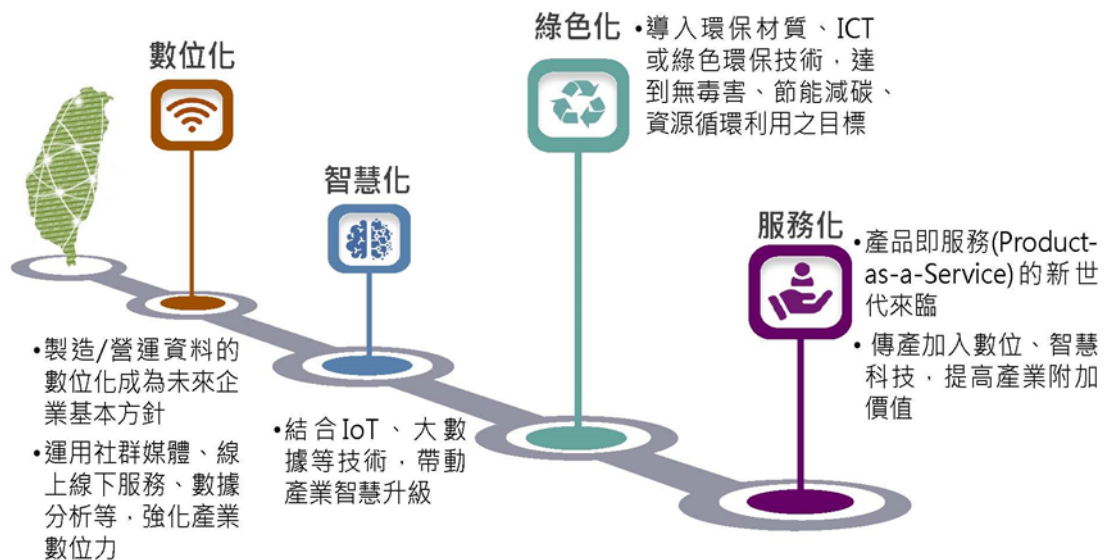 數位化
•製造/營運資料的
數位化成為未來企
業基本方針
•運用社群媒體、線
上線下服務、數據
分析等，強化產業
數位力
智慧化
•結合IoT、大數
據等技術，帶動
產業智慧升級
綠色化
•導入環保材質、ICT
或綠色環保技術，達
到無毒害、節能減碳、
資源循環利用之目標
服務化
•產品即服務(Product-
as-a-Service)的新世
代來臨
•傳產加入數位、智慧
科技，提高產業附加
價值